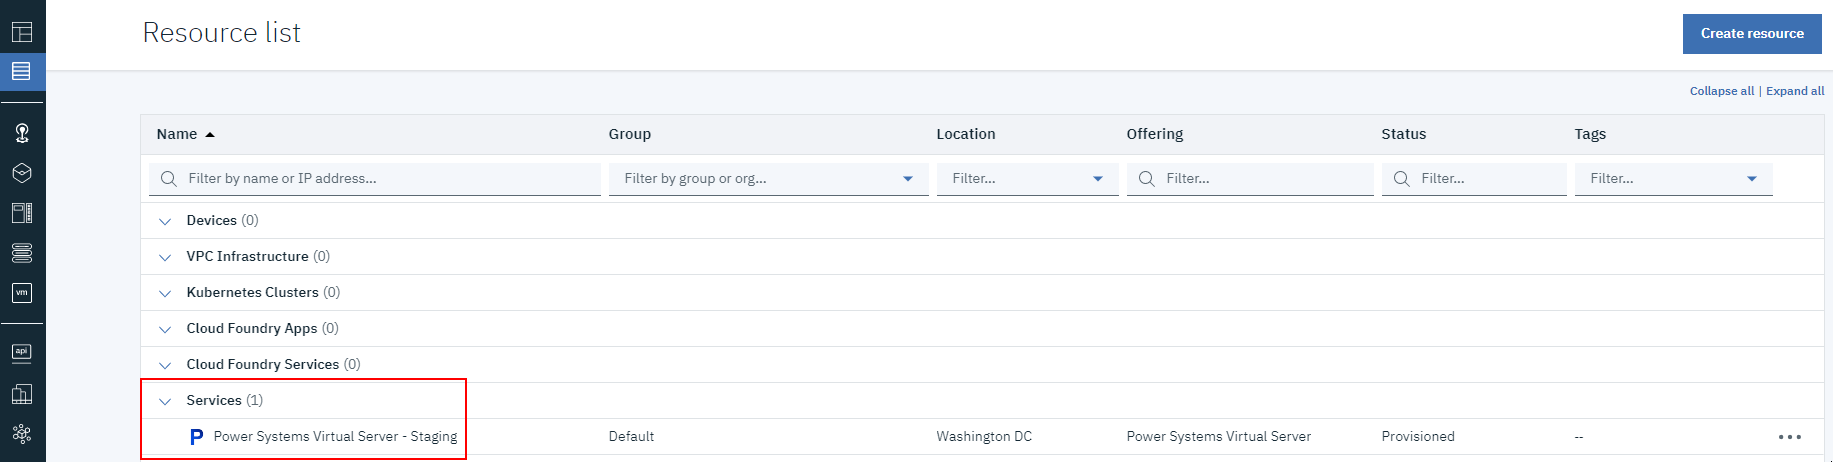 Resource list
Create resource
Collapse all | Expand all
Name Group Location Offering Status Tags
Filter by name or IP address... Filter by group or org... Filter... Filter... Filter... Filter...
Devices (0)
VPC Infrastructure (0)
vm Kubernetes Clusters (0)
Cloud Foundry Apps (0)
api
Cloud Foundry Services (0)
Services (1)
P Power Systems Virtual Server - Staging Default Washington DC Power Systems Virtual Server Provisioned --